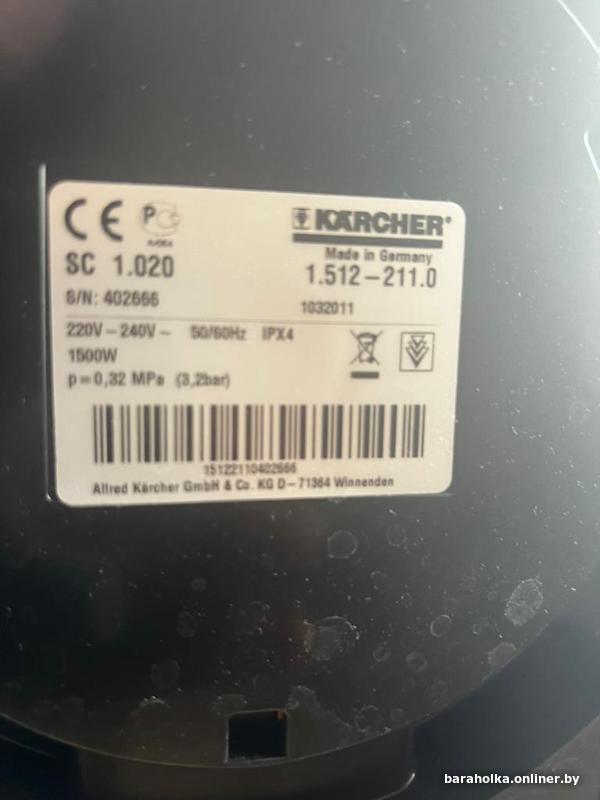 CE
KÄRCHER®
Made in Germany
SC 1.020
1.512-211.0
S/N: 402666
1032011
220V-240V~ 50/60Hz IPX4
1500W
p=0,32 MPa (3,2bar)
15122110402666
Alfred Kärcher GmbH & Co. KG D-71364 Winnenden
baraholka.onliner.by